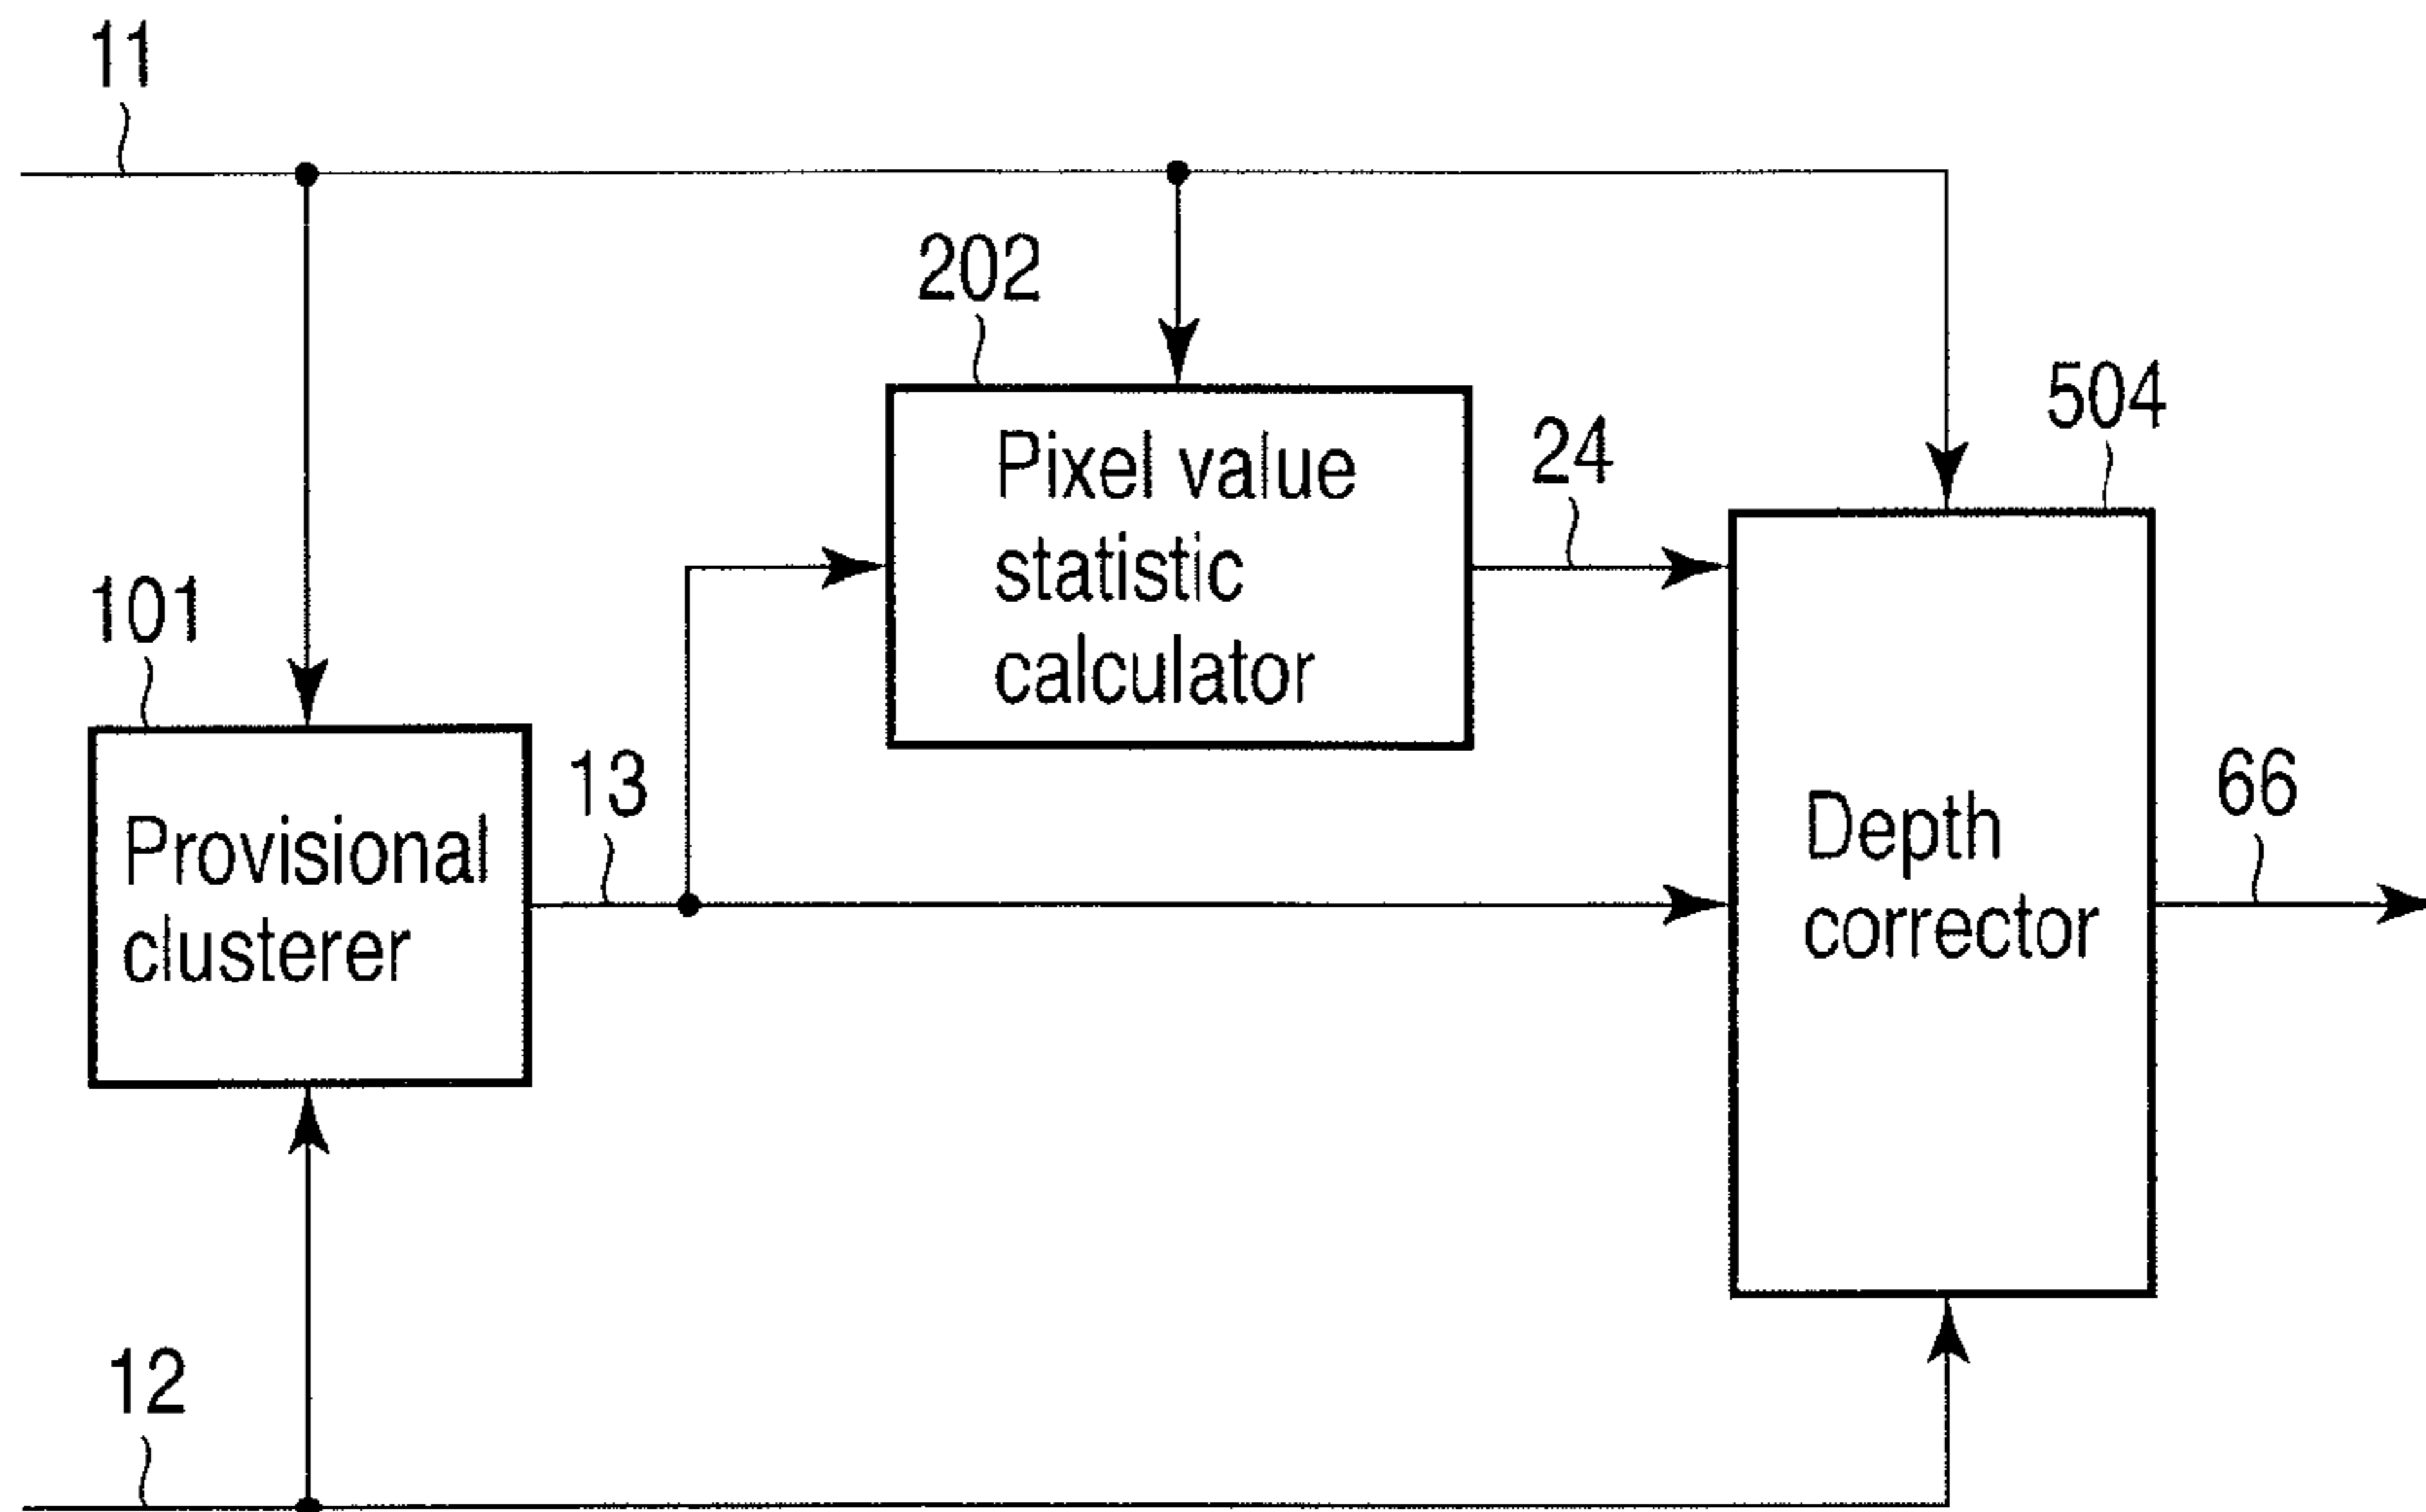 11
202
504
Pixel value
statistic
calculator
24
101
13
Provisional
clusterer
Depth
corrector
66
12